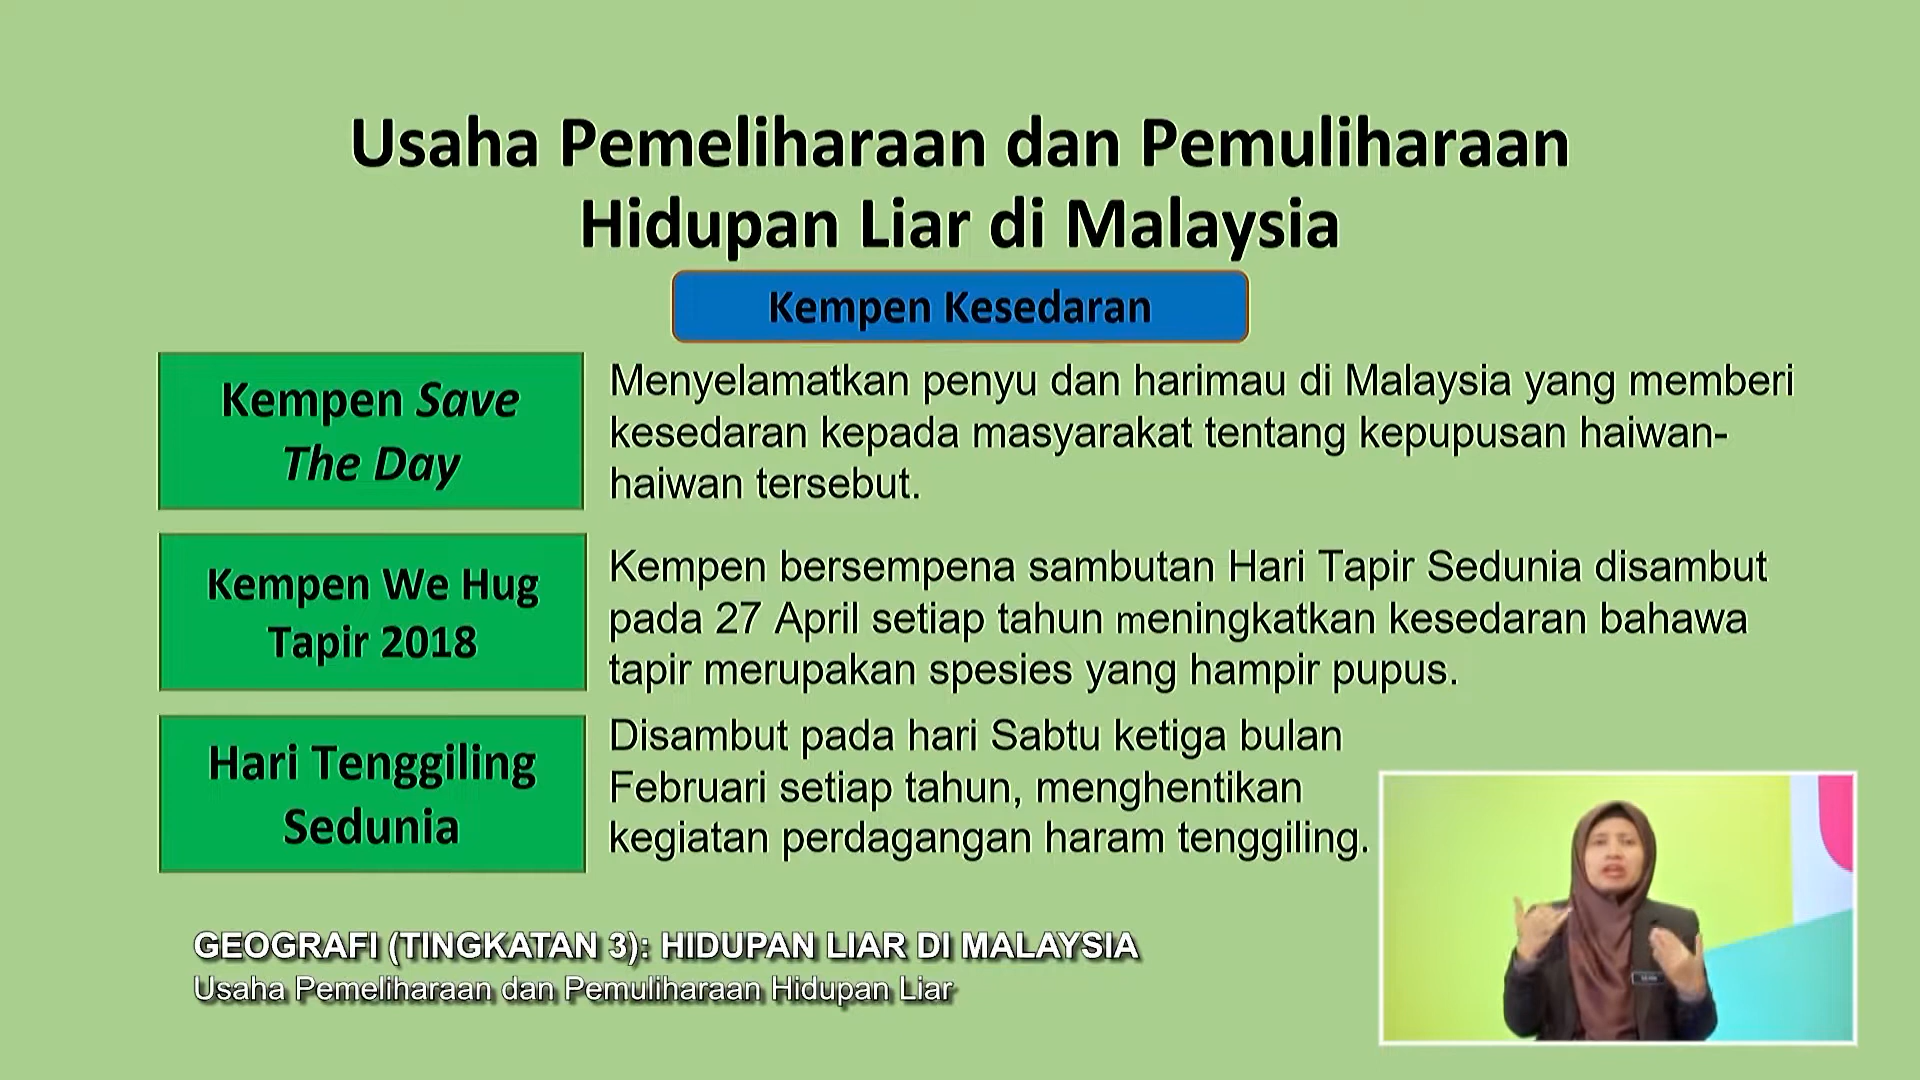 Usaha Pemeliharaan dan Pemuliharaan
Hidupan Liar di Malaysia
Kempen Kesedaran
Kempen Save
The Day
Menyelamatkan penyu dan harimau di Malaysia yang memberi
kesedaran kepada masyarakat tentang kepupusan haiwan-
haiwan tersebut.
Kempen We Hug
Tapir 2018
Kempen bersempena sambutan Hari Tapir Sedunia disambut
pada 27 April setiap tahun meningkatkan kesedaran bahawa
tapir merupakan spesies yang hampir pupus.
Hari Tenggiling
Sedunia
Disambut pada hari Sabtu ketiga bulan
Februari setiap tahun, menghentikan
kegiatan perdagangan haram tenggiling.
GEOGRAFI (TINGKATAN 3): HIDUPAN LIAR DI MALAYSIA
Usaha Pemeliharaan dan Pemuliharaan Hidupan Liar